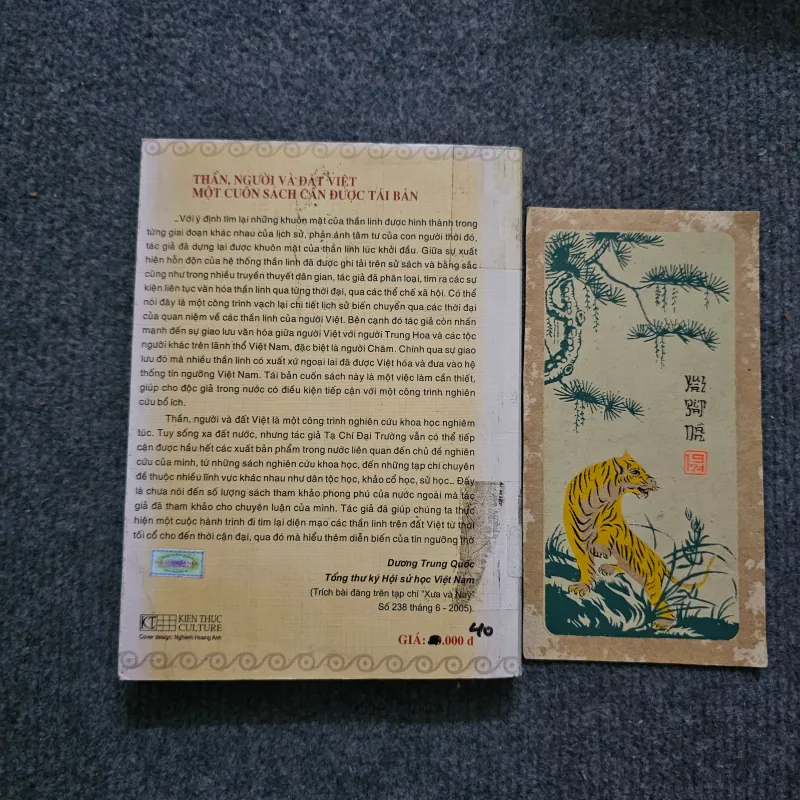 THẦN, NGƯỜI VÀ ĐẤT VIỆT
MỘT CUỐN SÁCH CẦN ĐƯỢC TÁI BẢN
...Với ý định tìm lại những khuôn mặt của thần linh được hình thành trong
từng giai đoạn khác nhau của lịch sử, phản ánh tâm tư của con người thời đó,
tác giả đã dựng lại được khuôn mặt của thần linh lúc khởi đầu. Giữa sự xuất
hiện hỗn độn của hệ thống thần linh đã được ghi tải trên sử sách và bằng sắc
cũng như trong nhiều truyền thuyết dân gian, tác giả đã phân loại, tìm ra các sự
kiện liên tục văn hóa thần linh qua từng thời đại, qua các thể chế xã hội. Có thể
nói đây là một công trình vạch lại chi tiết lịch sử biến chuyển qua các thời đại
của quan niệm về các thần linh của người Việt. Bên cạnh đó tác giả còn nhấn
mạnh đến sự giao lưu văn hóa giữa người Việt với người Trung Hoa và các tộc
người khác trên lãnh thổ Việt Nam, đặc biệt là người Chăm. Chính qua sự giao
lưu đó mà nhiều thần linh có xuất xứ ngoại lai đã được Việt hóa và đưa vào hệ
thống tín ngưỡng Việt Nam. Tái bản cuốn sách này là một việc làm cần thiết,
giúp cho độc giả trong nước có điều kiện tiếp cận với một công trình nghiên
cứu bổ ích.
Thần, người và đất Việt là một công trình nghiên cứu khoa học nghiêm
túc. Tuy sống xa đất nước, nhưng tác giả Tạ Chí Đại Trường vẫn có thể tiếp
cận được hầu hết các xuất bản phẩm trong nước liên quan đến chủ đề nghiên
cứu của mình, từ những sách nghiên cứu khoa học, đến những tạp chí chuyên
đề thuộc nhiều lĩnh vực khác nhau như dân tộc học, khảo cổ học, sử học... Đấy
là chưa nói đến số lượng sách tham khảo phong phú của nước ngoài mà tác
giả đã tham khảo cho chuyên luận của mình. Tác giả đã giúp chúng ta thực
hiện một cuộc hành trình đi tìm lại diện mạo các thần linh trên đất Việt từ thời
tối cổ cho đến thời cận đại, qua đó mà hiểu thêm diễn biến của tín ngưỡng thờ
Dương Trung Quốc
Tổng thư ký Hội sử học Việt Nam
(Trích bài đăng trên tạp chí "Xưa và Nay"
Số 238 tháng 6 - 2005).
KT KIEN THUC
CULTURE
Cover design: Nghiem Hoang Anh
40
GIÁ: .000 đ
1974